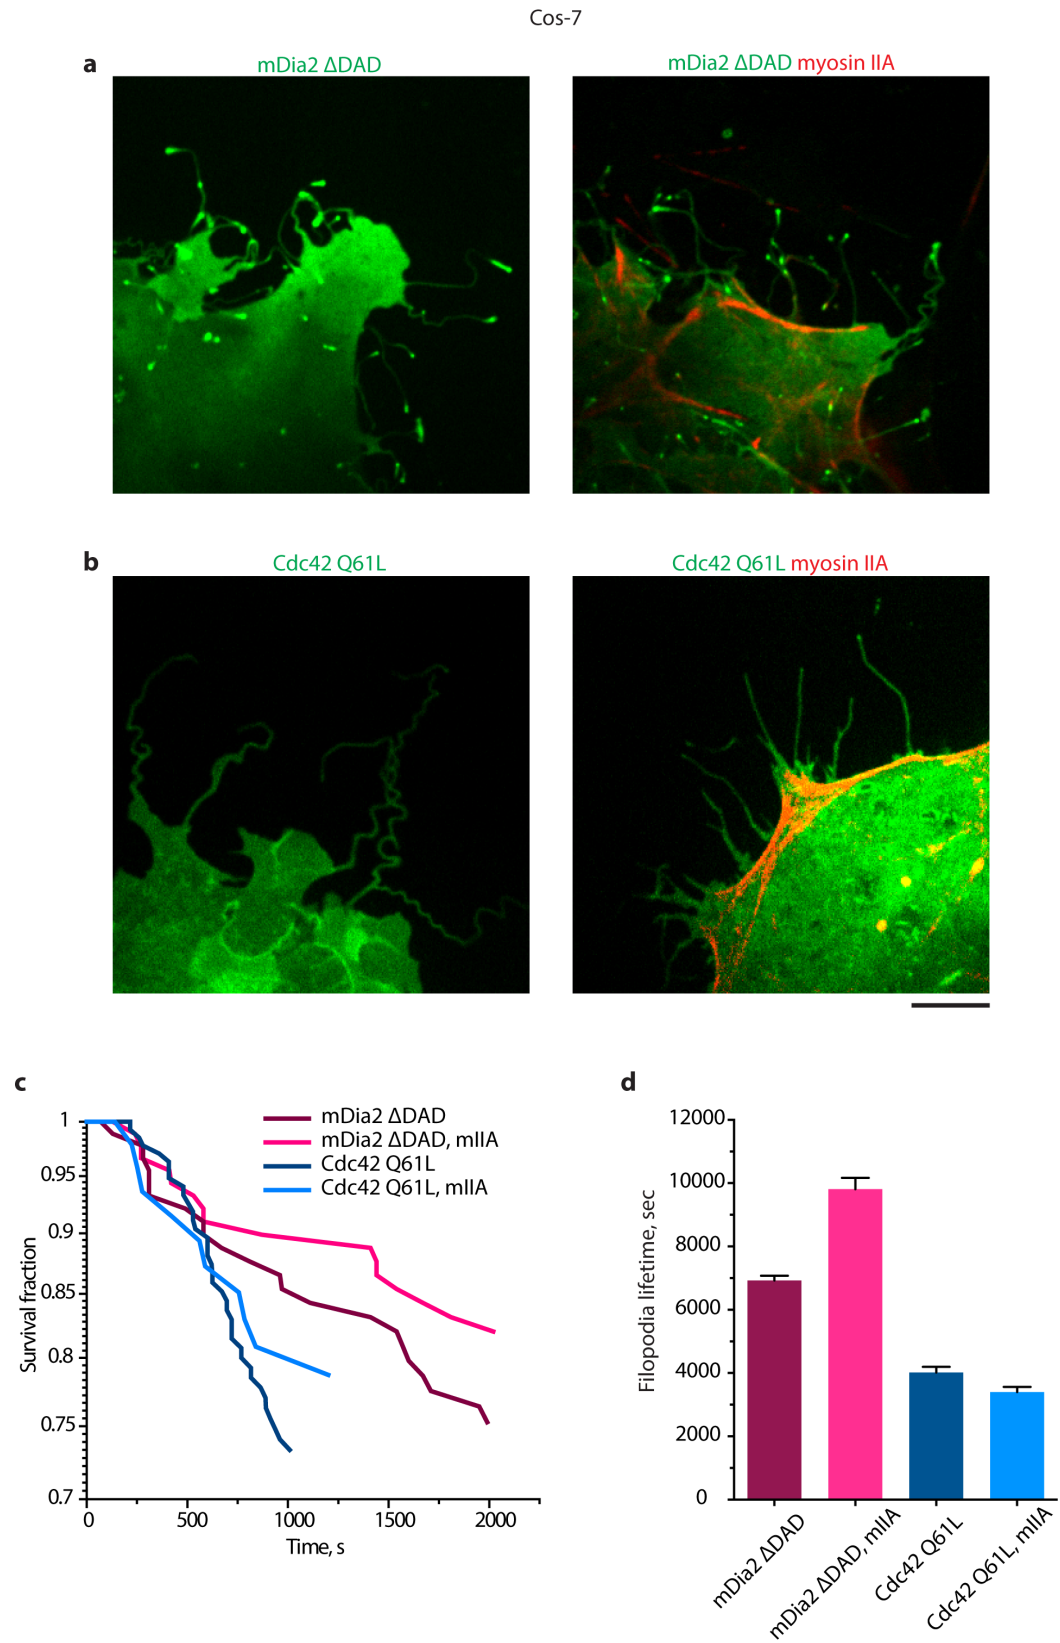 Cos-7
a
mDia2 ΔDAD
mDia2 ΔDAD myosin IIA
b
Cdc42 Q61L
Cdc42 Q61L myosin IIA
c
mDia2 ΔDAD
mDia2 ΔDAD, mIIA
Cdc42 Q61L
Cdc42 Q61L, mIIA
Survival fraction
1
0.95
0.9
0.85
0.8
0.75
0.7
0 500 1000 1500 2000
Time, s
d
Filopodia lifetime, sec
12000
10000
8000
6000
4000
2000
0
mDia2 ΔDAD
mDia2 ΔDAD, mIIA
Cdc42 Q61L
Cdc42 Q61L, mIIA